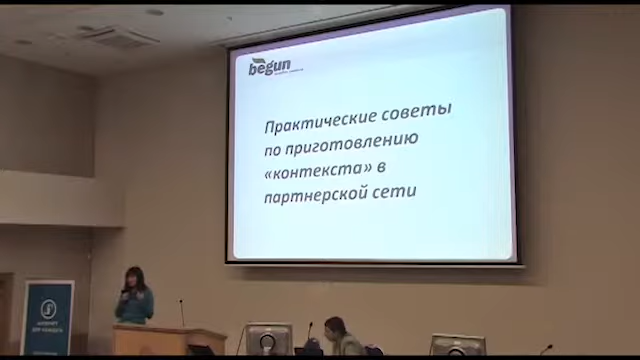 begun
Практические советы
по приготовлению
«контекста» в
партнерской сети